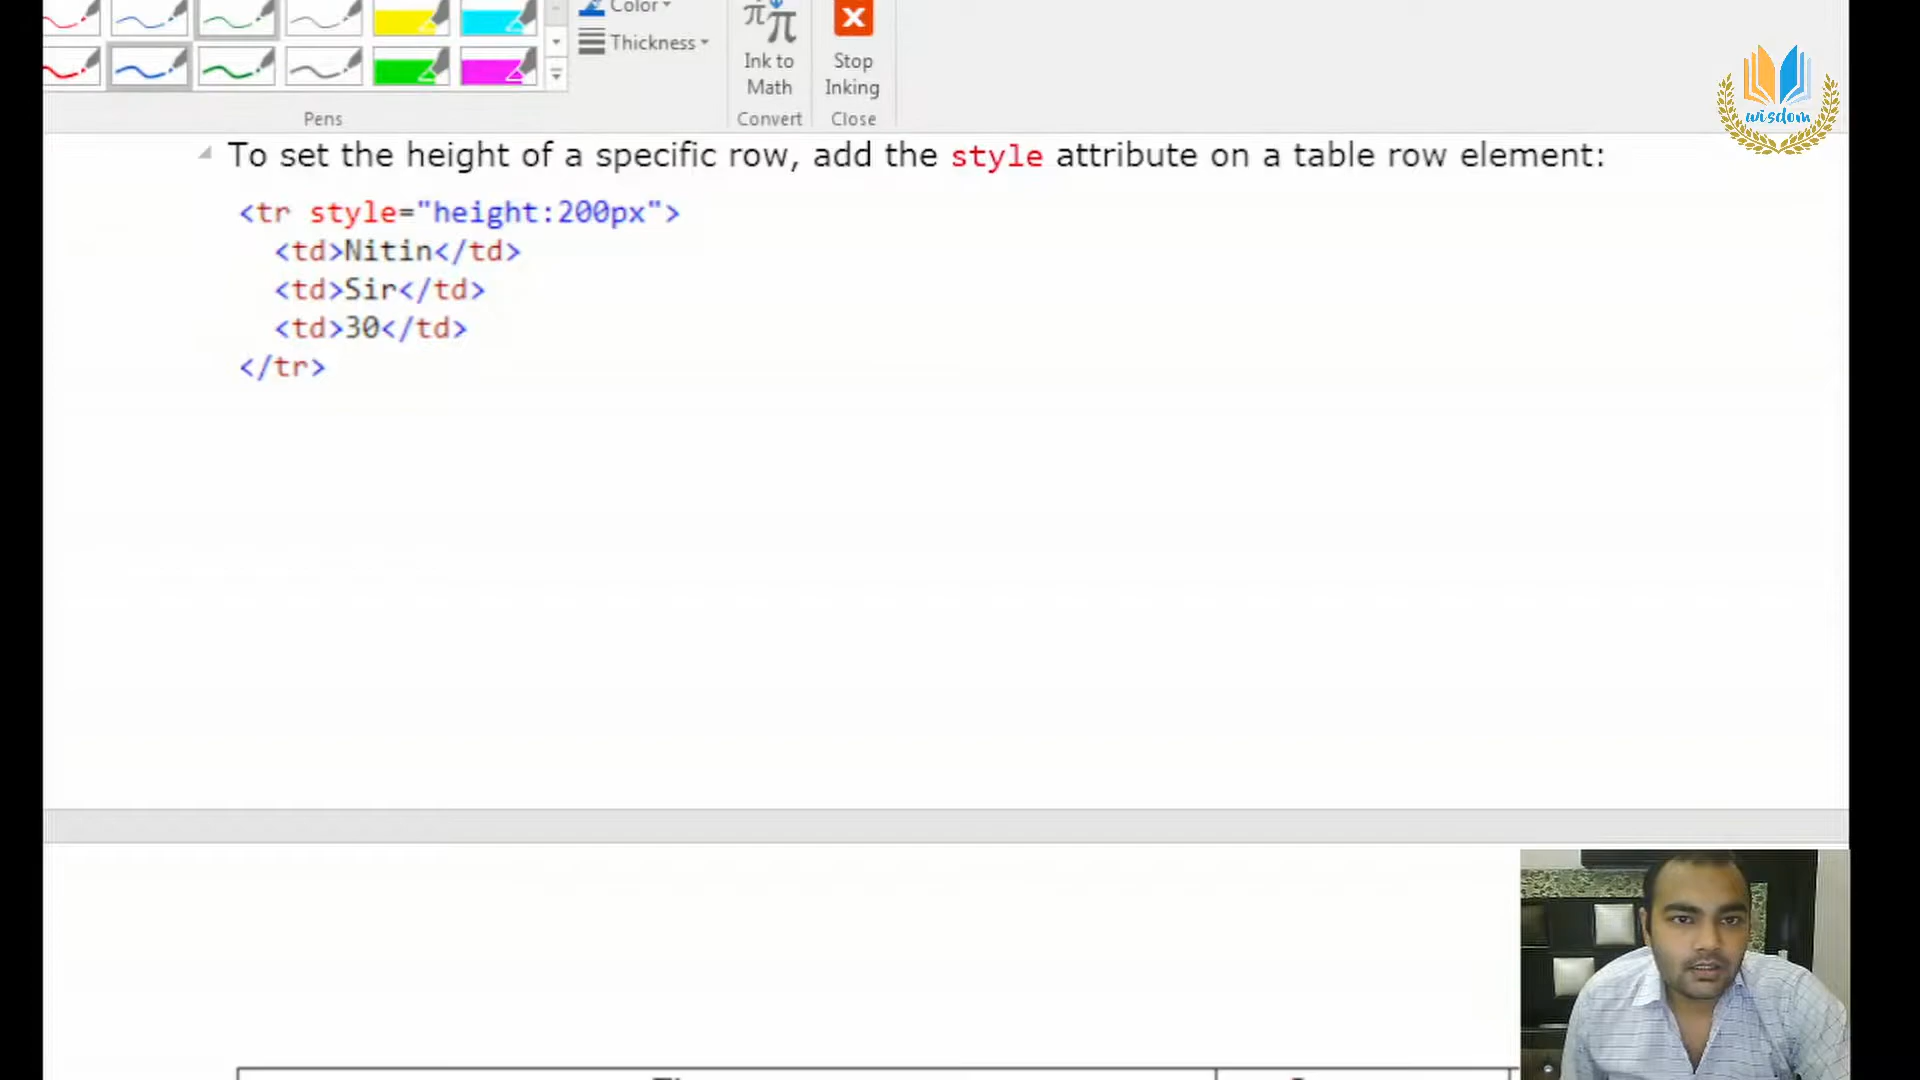 Color
Thickness
Ink to
Math
Stop
Inking
Pens
Convert
Close
wisdom
To set the height of a specific row, add the style attribute on a table row element:
<tr style="height:200px">
<td>Nitin</td>
<td>Sir</td>
<td>30</td>
</tr>